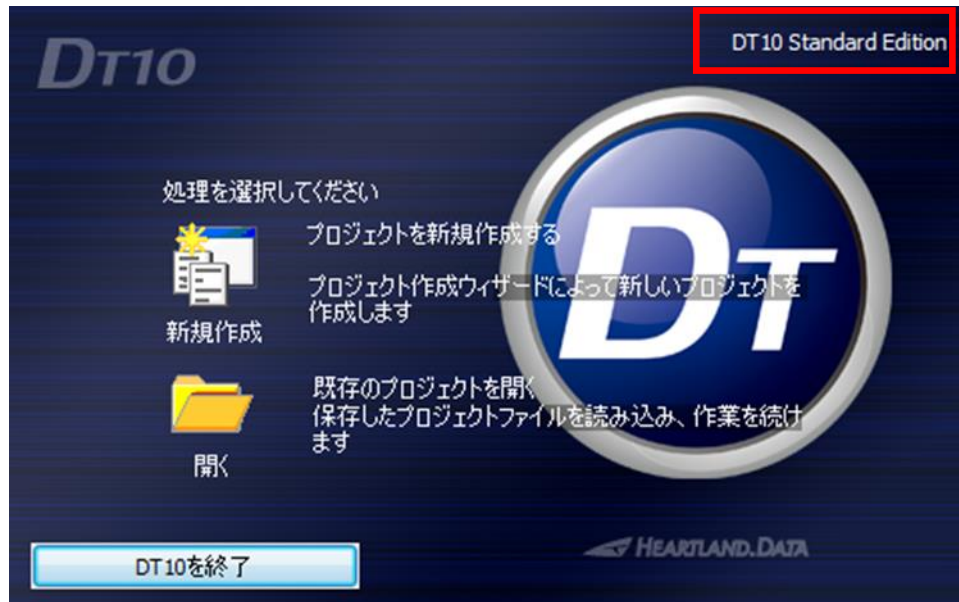 DT10
DT10 Standard Edition
処理を選択してください
プロジェクトを新規作成する
プロジェクト作成ウィザードによって新しいプロジェクトを
作成します
新規作成
DT
既存のプロジェクトを開く
保存したプロジェクトファイルを読み込み、作業を続け
ます
開く
HEARTLAND.DATA
DT10を終了